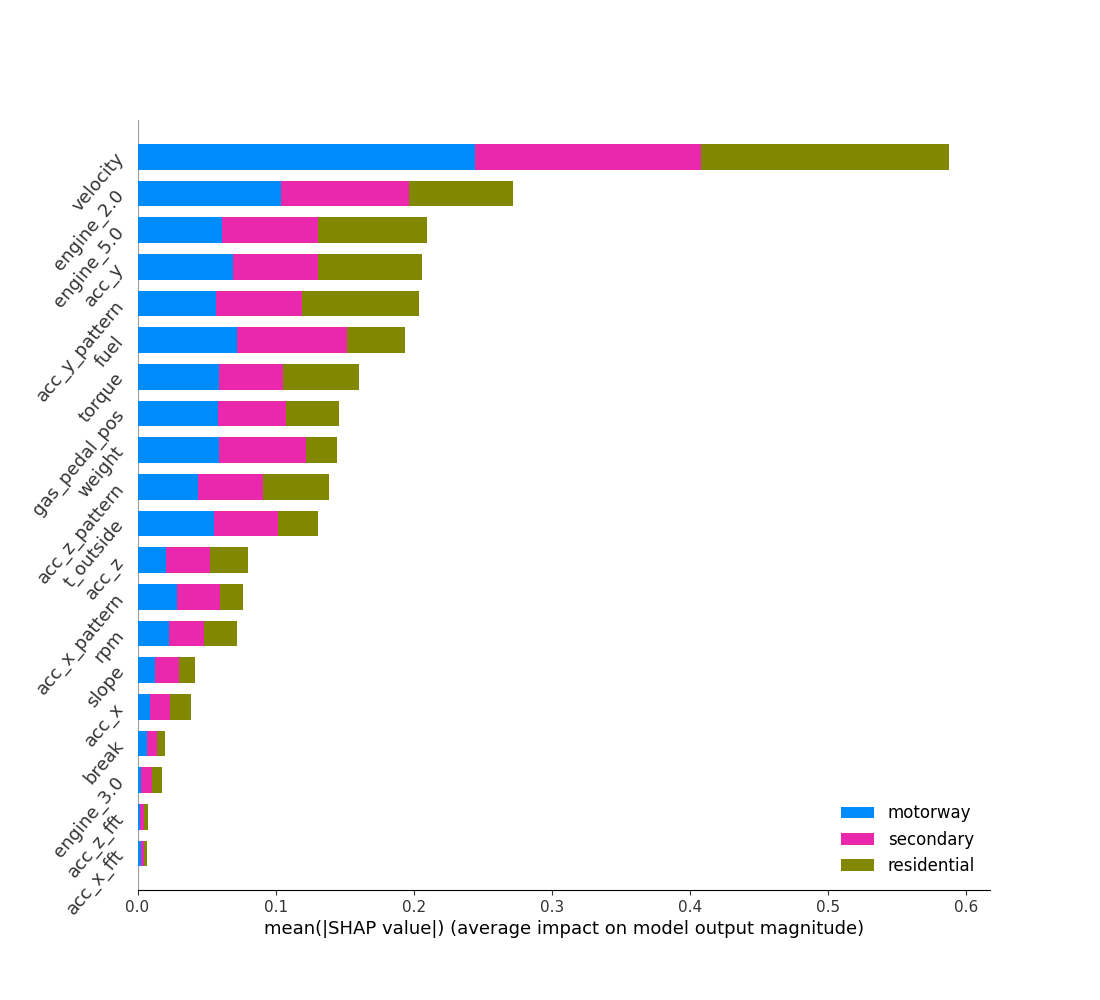 velocity
engine_2.0
engine_5.0
acc_y
acc_y_pattern
fuel
torque
gas_pedal_pos
weight
acc_z_pattern
t_outside
acc_z
acc_x_pattern
rpm
slope
acc_x
break
engine_3.0
acc_z_fft
acc_x_fft
motorway
secondary
residential
0.0 0.1 0.2 0.3 0.4 0.5 0.6
mean(|SHAP value|) (average impact on model output magnitude)